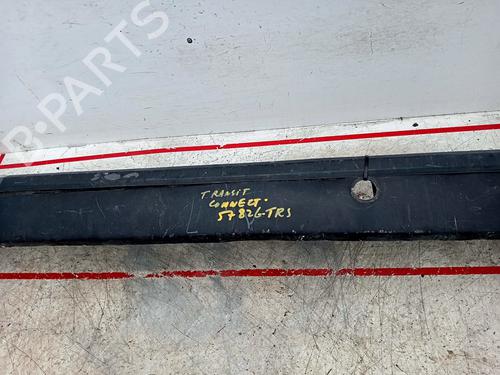 B-PARTS
TRANSIT
CONNECT.
57826-TRS